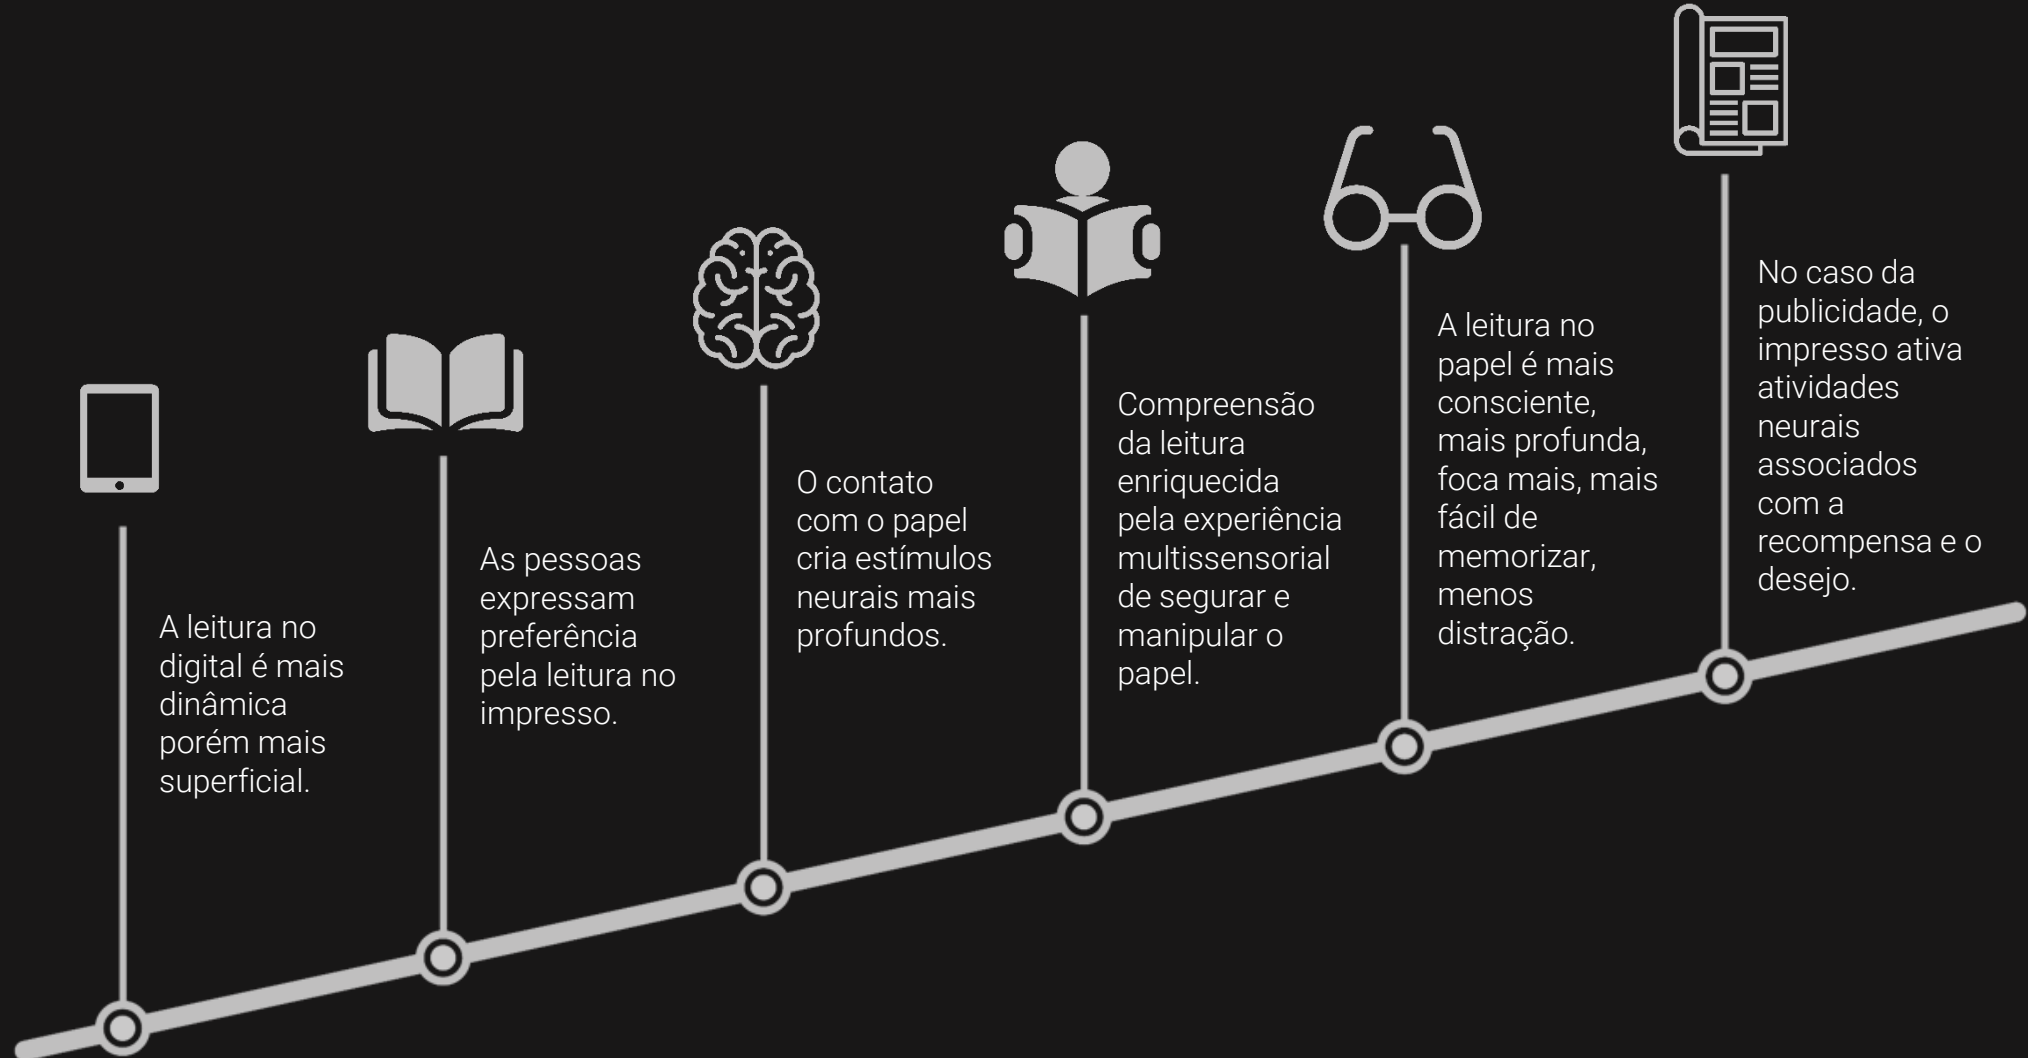 A leitura no
digital é mais
dinâmica
porém mais
superficial.
As pessoas
expressam
preferência
pela leitura no
impresso.
O contato
com o papel
cria estímulos
neurais mais
profundos.
Compreensão
da leitura
enriquecida
pela experiência
multissensorial
de segurar e
manipular o
papel.
A leitura no
papel é mais
consciente,
mais profunda,
foca mais, mais
fácil de
memorizar,
menos
distração.
No caso da
publicidade, o
impresso ativa
atividades
neurais
associados
com a
recompensa e o
desejo.